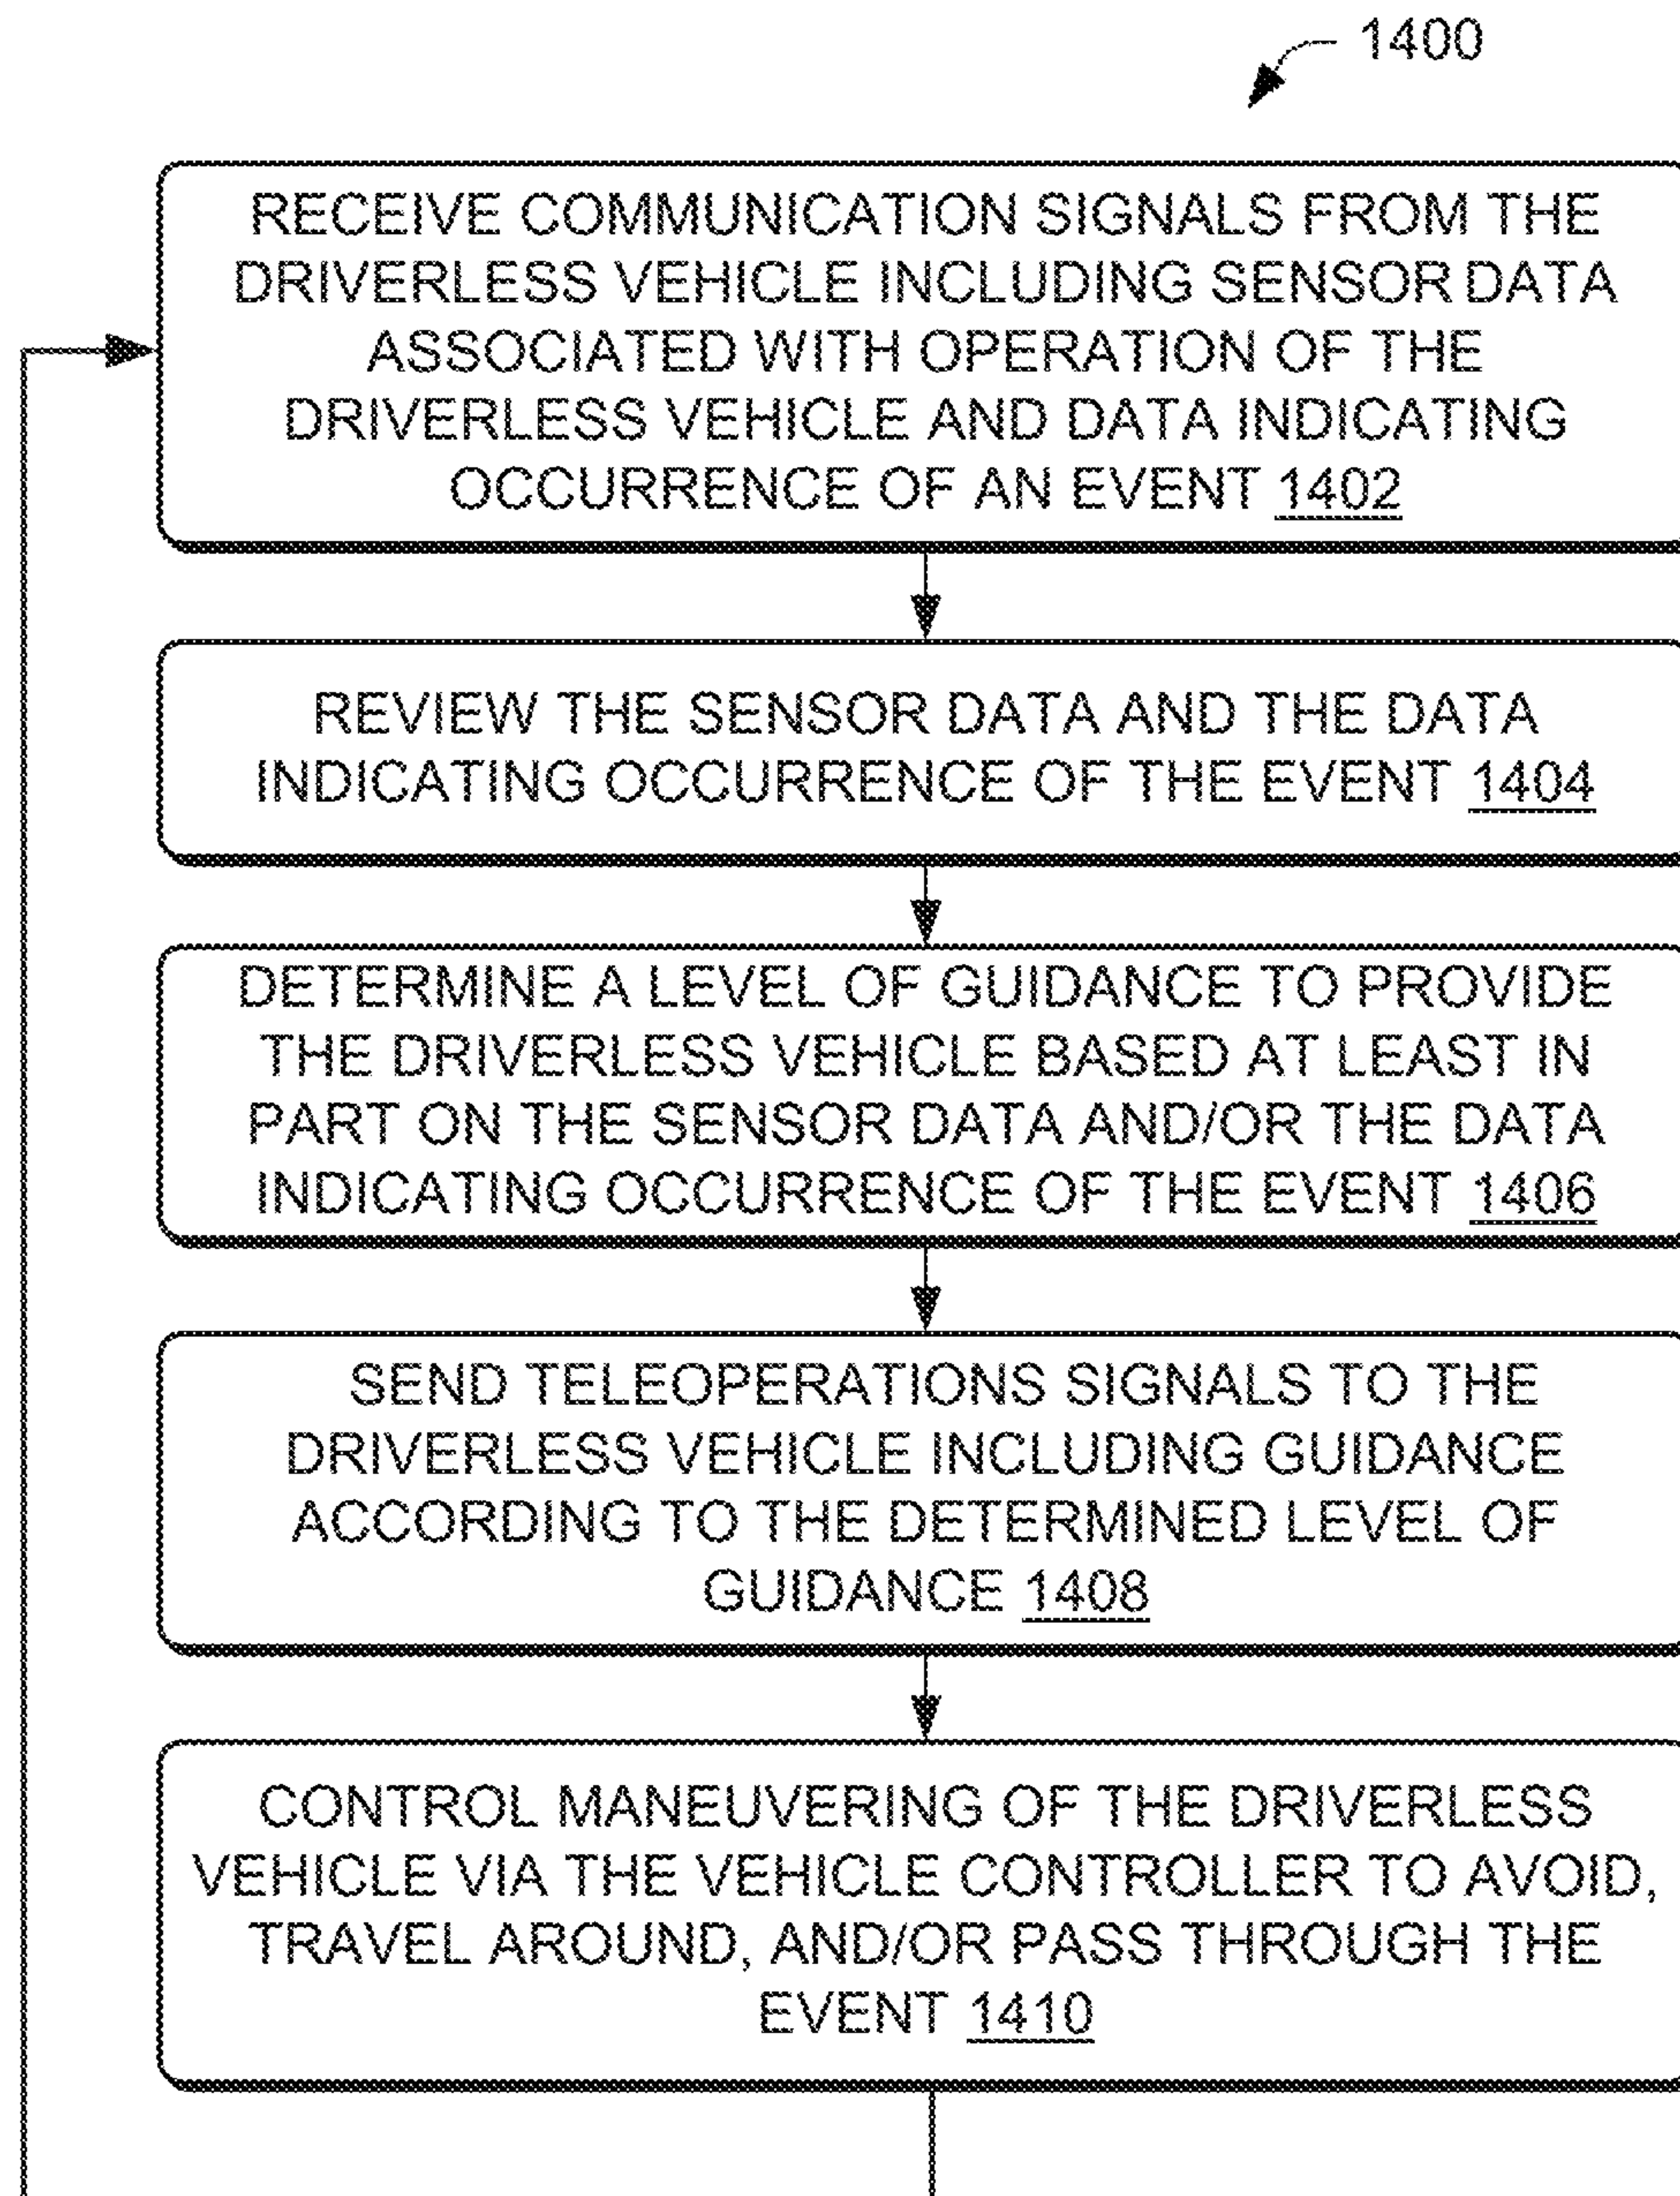 1400
RECEIVE COMMUNICATION SIGNALS FROM THE
DRIVERLESS VEHICLE INCLUDING SENSOR DATA
ASSOCIATED WITH OPERATION OF THE
DRIVERLESS VEHICLE AND DATA INDICATING
OCCURRENCE OF AN EVENT 1402
REVIEW THE SENSOR DATA AND THE DATA
INDICATING OCCURRENCE OF THE EVENT 1404
DETERMINE A LEVEL OF GUIDANCE TO PROVIDE
THE DRIVERLESS VEHICLE BASED AT LEAST IN
PART ON THE SENSOR DATA AND/OR THE DATA
INDICATING OCCURRENCE OF THE EVENT 1406
SEND TELEOPERATIONS SIGNALS TO THE
DRIVERLESS VEHICLE INCLUDING GUIDANCE
ACCORDING TO THE DETERMINED LEVEL OF
GUIDANCE 1408
CONTROL MANEUVERING OF THE DRIVERLESS
VEHICLE VIA THE VEHICLE CONTROLLER TO AVOID,
TRAVEL AROUND, AND/OR PASS THROUGH THE
EVENT 1410